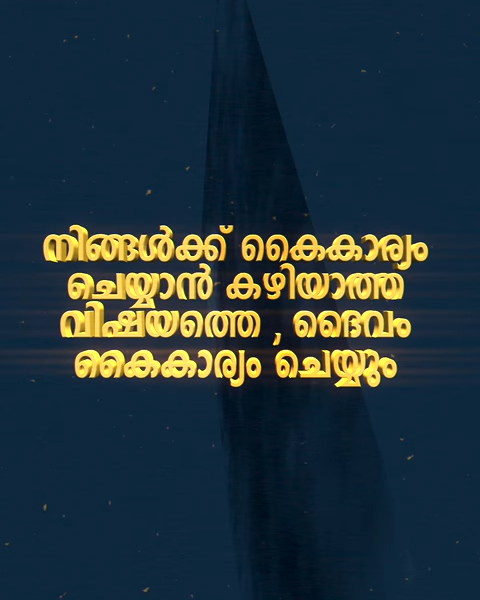 നിങ്ങൾക്ക് കൈകാര്യം
ചെയ്യാൻ കഴിയാത്ത
വിഷയത്തെ , ദൈവം
കൈകാര്യം ചെയ്യും